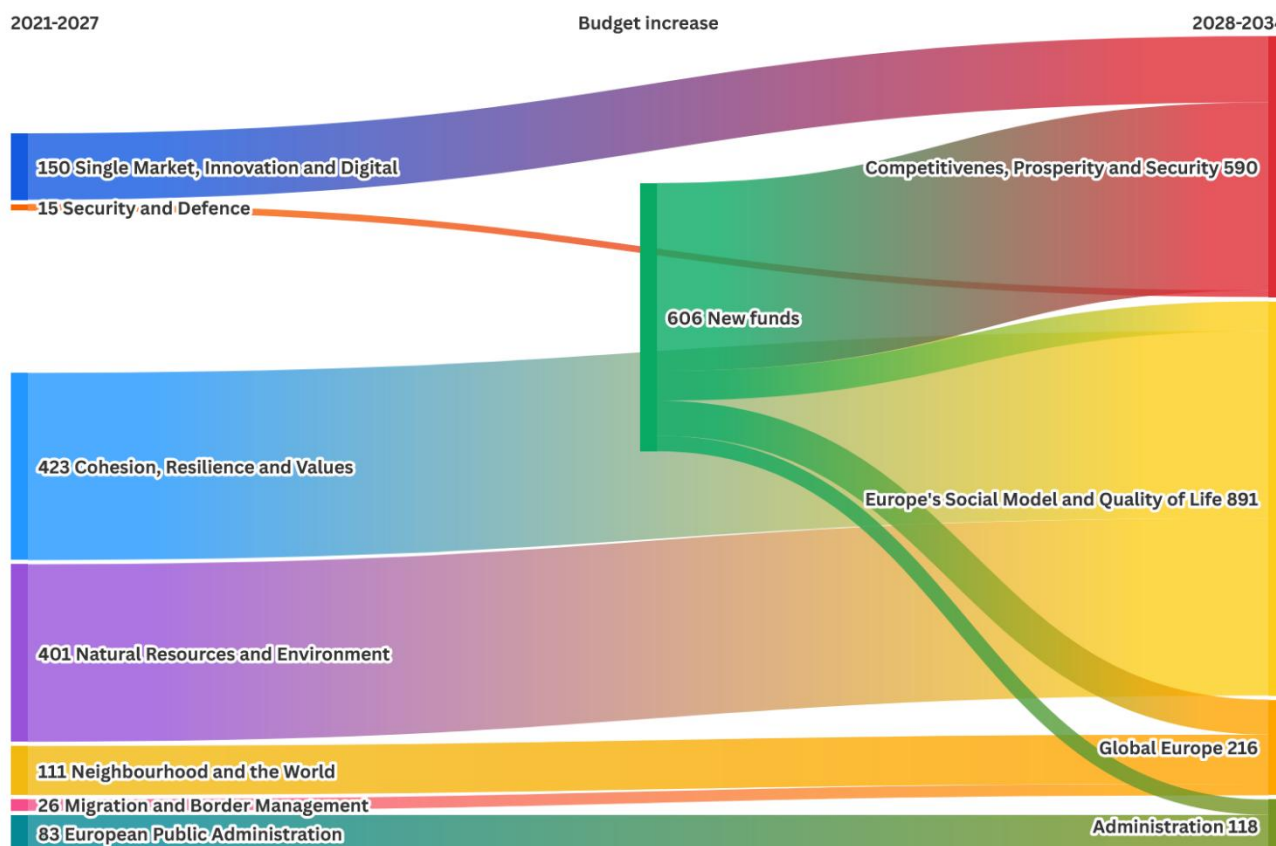 2021-2027 Budget increase 2028-2034
150 Single Market, Innovation and Digital
Competitivenes, Prosperity and Security 590
15 Security and Defence
606 New funds
423 Cohesion, Resilience and Values
Europe's Social Model and Quality of Life 891
401 Natural Resources and Environment
Global Europe 216
111 Neighbourhood and the World
26 Migration and Border Management
Administration 118
83 European Public Administration